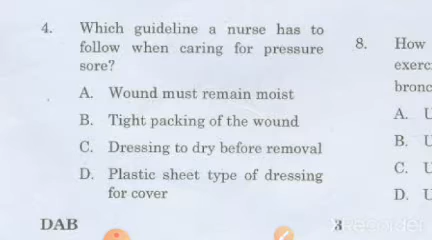 4. Which guideline a nurse has to
follow when caring for pressure
sore?
A. Wound must remain moist
B. Tight packing of the wound
C. Dressing to dry before removal
D. Plastic sheet type of dressing
for cover
DAB
8. How
exerc
bronc
A. U
B. U
C. U
D. U
3